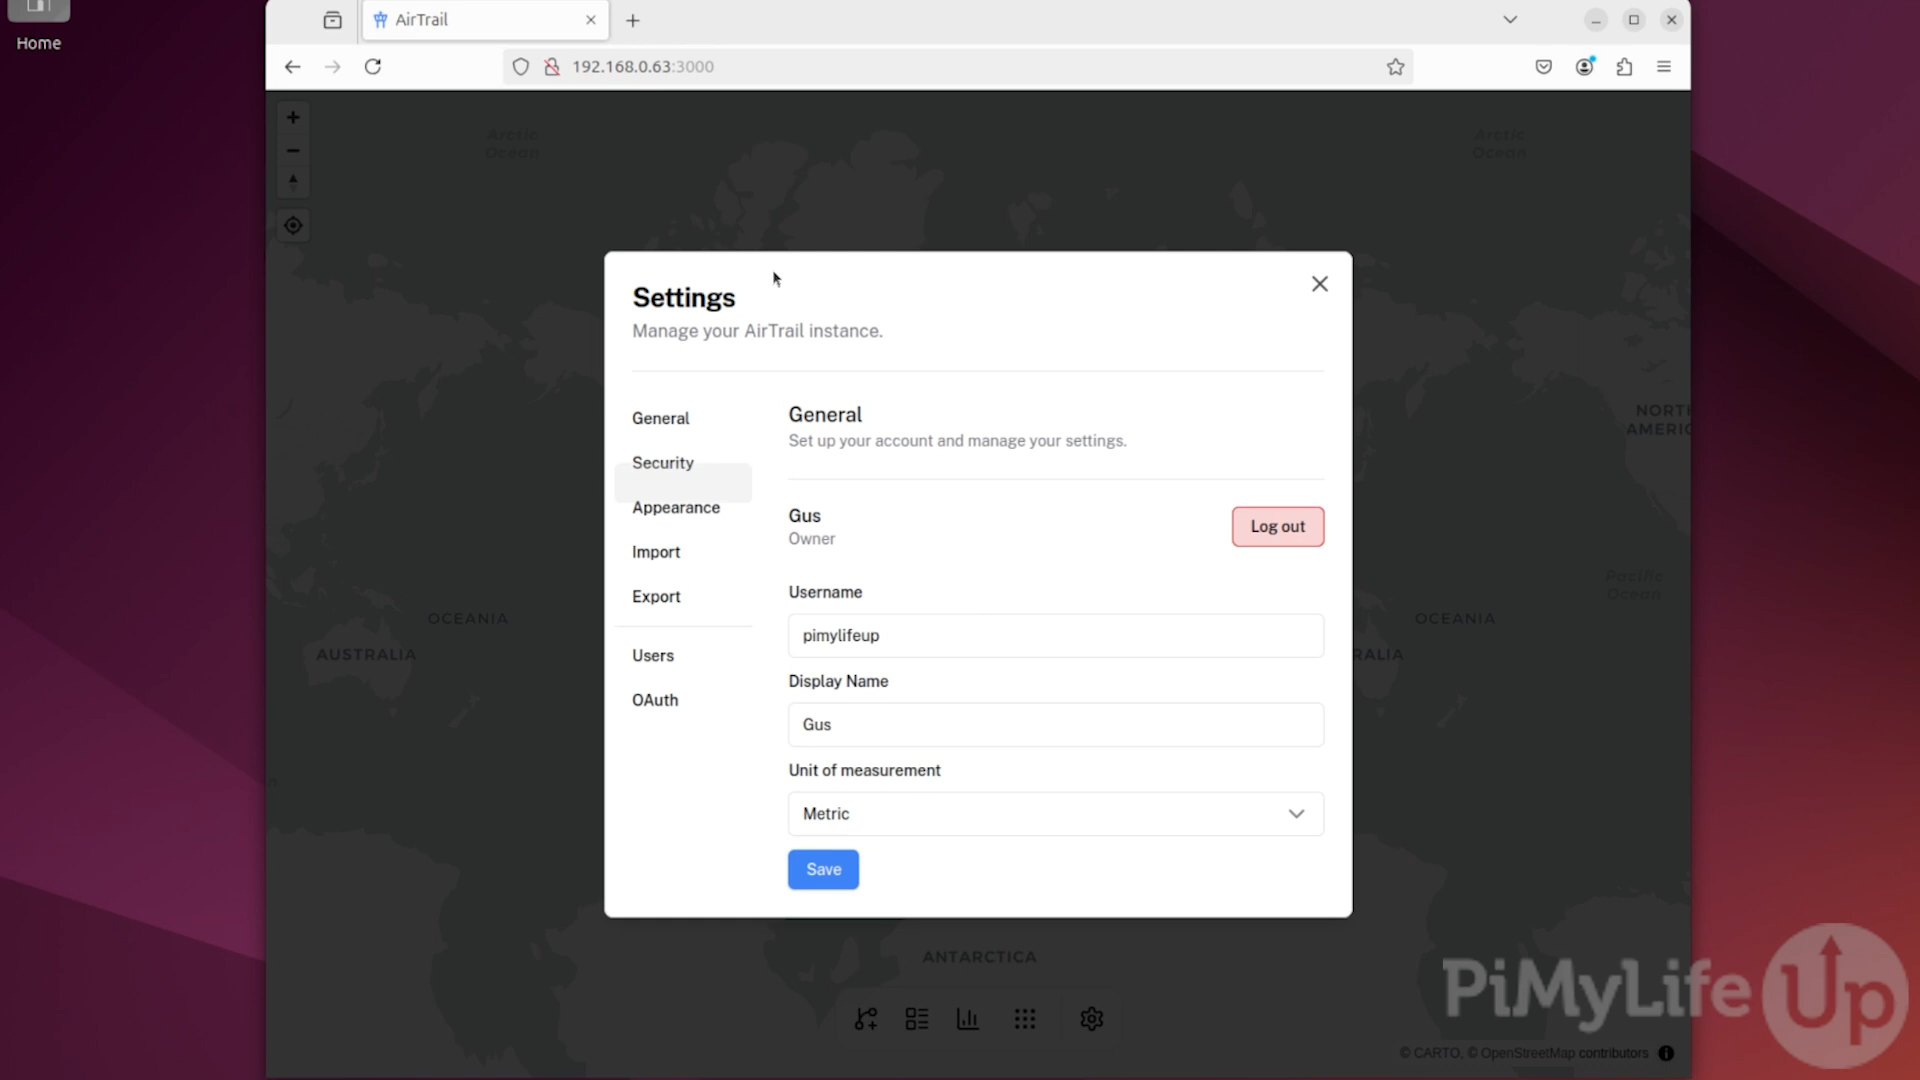 Home
AirTrail
192.168.0.63:3000
Arctic
Ocean
Arctic
Ocean
Settings
Manage your AirTrail instance.
General
Security
Appearance
Import
Export
Users
OAuth
General
Set up your account and manage your settings.
Gus
Owner
Log out
Username
pimylifeup
Display Name
Gus
Unit of measurement
Metric
Save
NORTH
AMERIC
Pacific
Ocean
OCEANIA
AUSTRALIA
OCEANIA
RALIA
ANTARCTICA
PiMyLifeUp
© CARTO, © OpenStreetMap contributors